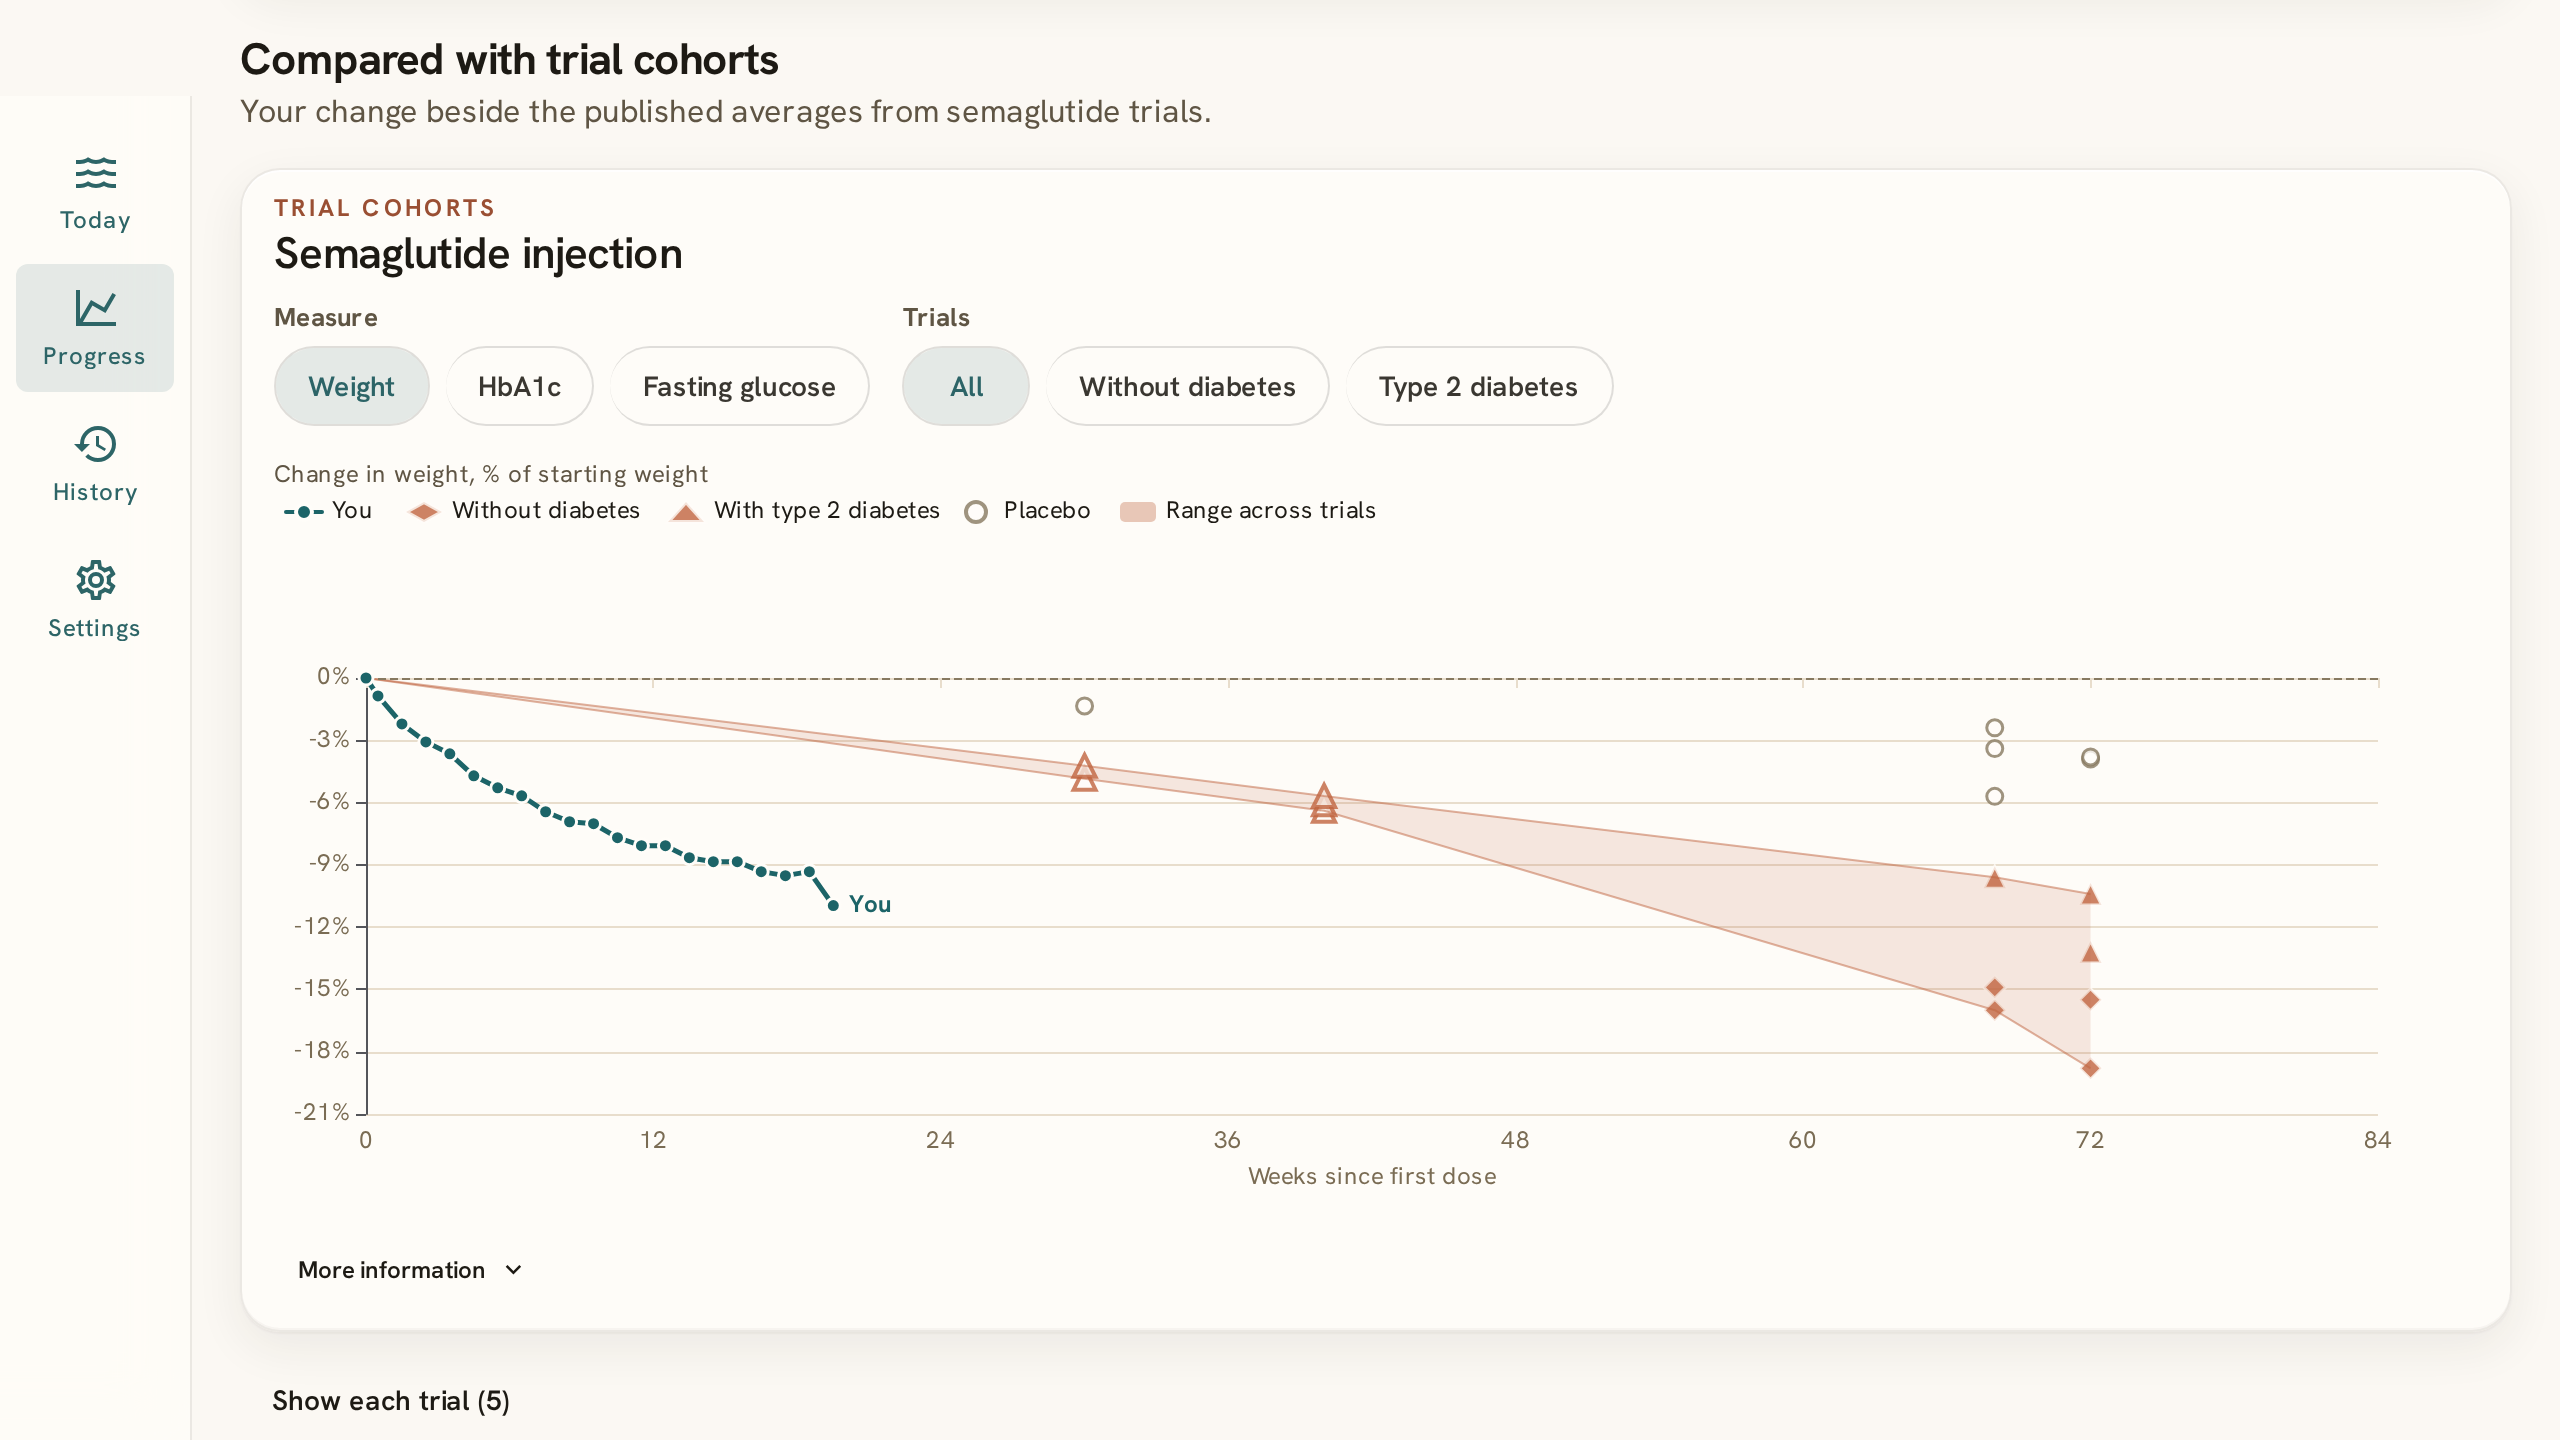 Compared with trial cohorts
Your change beside the published averages from semaglutide trials.
Today
Progress
History
Settings
TRIAL COHORTS
Semaglutide injection
Measure
Trials
Weight
HbA1c
Fasting glucose
All
Without diabetes
Type 2 diabetes
Change in weight, % of starting weight
You
Without diabetes
With type 2 diabetes
Placebo
Range across trials
0%
-3%
-6%
-9%
-12%
-15%
-18%
-21%
You
0
12
24
36
48
60
72
84
Weeks since first dose
More information
Show each trial (5)